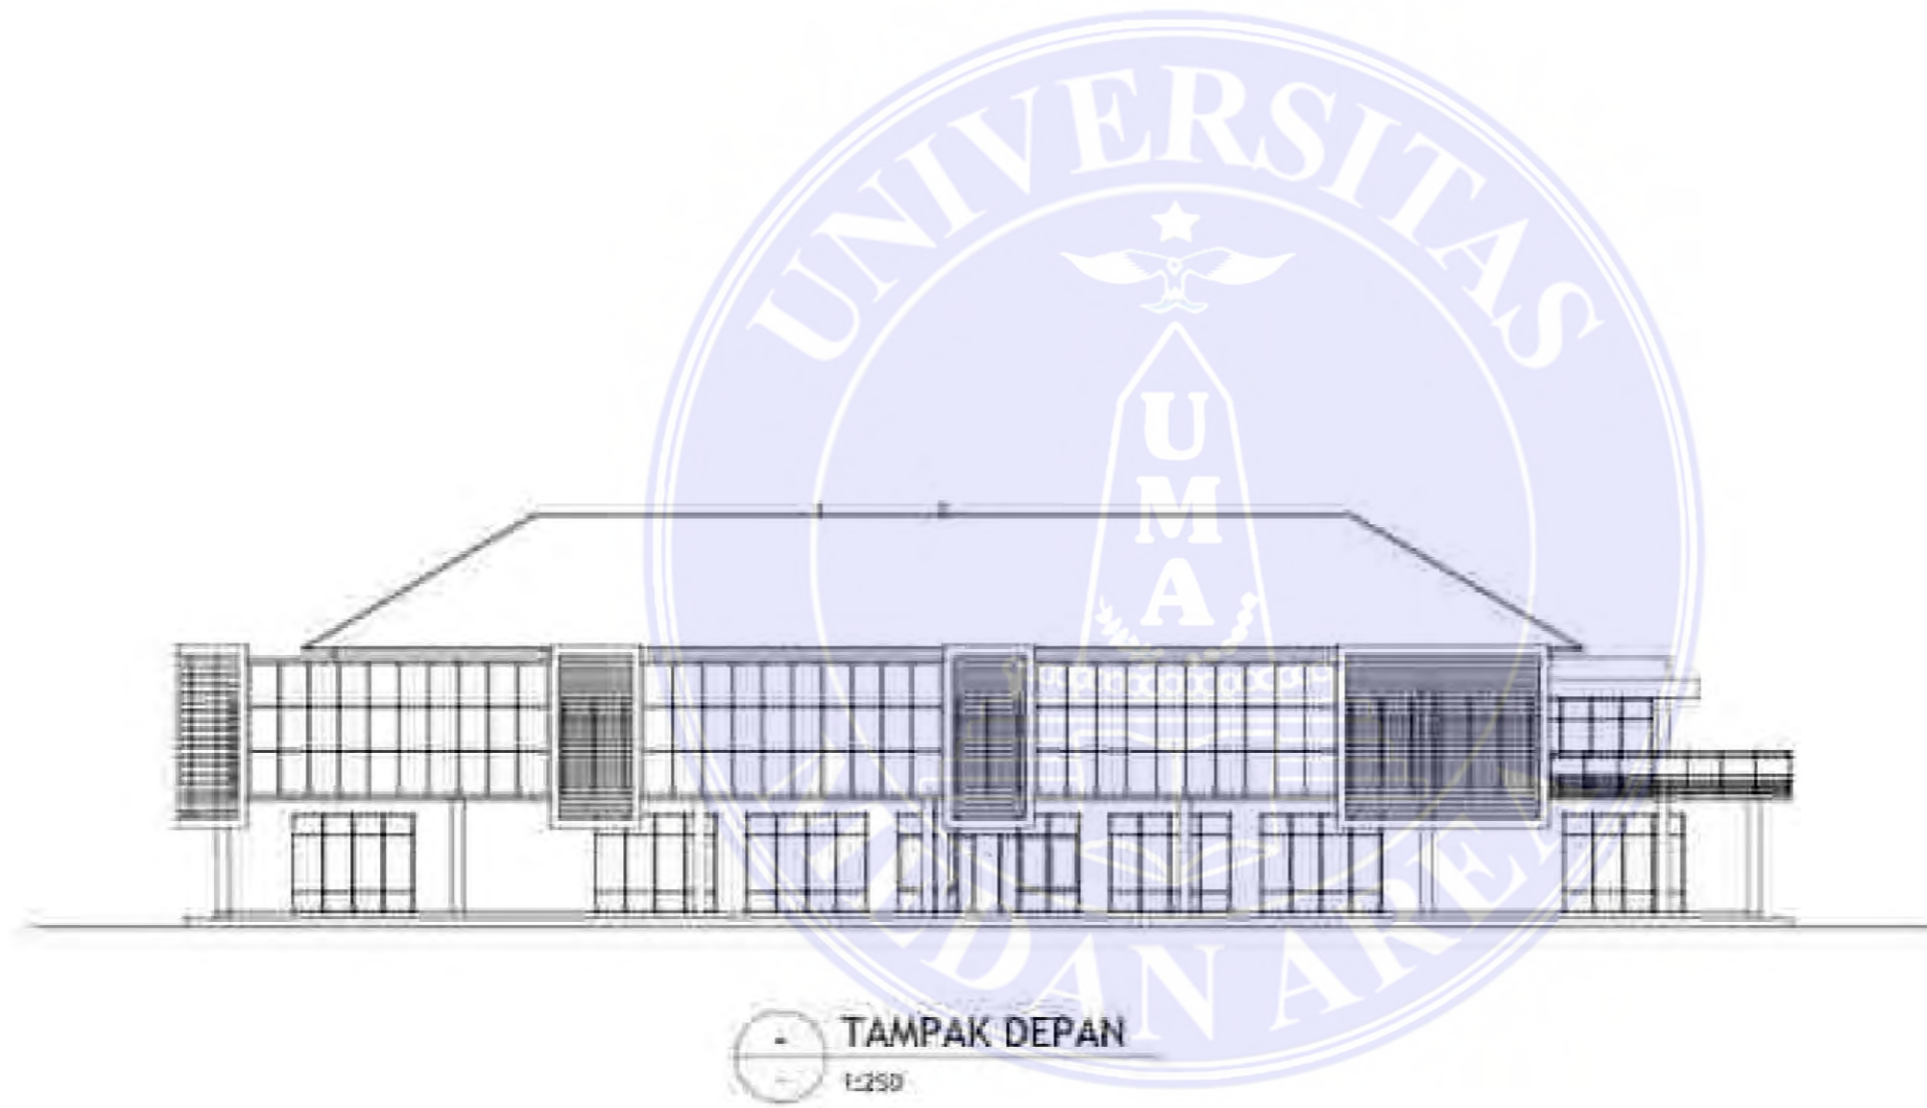 UNIVERSITAS
UMA
MEDAN AREA
TAMPAK DEPAN
1:250